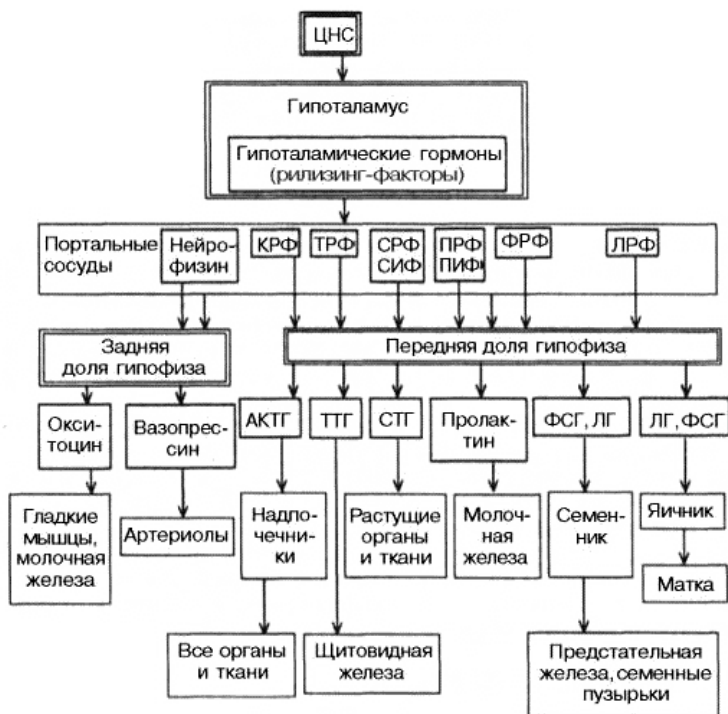 ЦНС
Гипоталамус
Гипоталамические гормоны
(рилизинг-факторы)
Портальные
сосуды
Нейро-
физин
КРФ
ТРФ
СРФ
СИФ
ПРФ
ПИФ
ФРФ
ЛРФ
Задняя
доля гипофиза
Передняя доля гипофиза
Окси-
тоцин
Вазопрес-
син
АКТГ
ТТГ
СТГ
Пролак-
тин
ФСГ, ЛГ
ЛГ, ФСГ
Гладкие
мышцы,
молочная
железа
Артериолы
Надпо-
чечни-
ки
Растущие
органы
и ткани
Молоч-
ная
железа
Семен-
ник
Яичник
Матка
Все органы
и ткани
Щитовидная
железа
Предстательная
железа, семенные
пузырьки